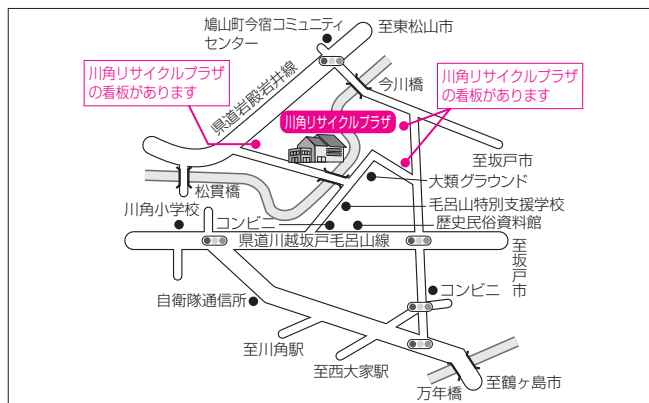 鳩山町今宿コミュニティ
センター
至東松山市
川角リサイクルプラザ
の看板があります
県道岩殿岩井線
今川橋
川角リサイクルプラザ
の看板があります
川角リサイクルプラザ
至坂戸市
松貫橋
大類グラウンド
毛呂山特別支援学校
川角小学校
コンビニ
歴史民俗資料館
県道川越坂戸毛呂山線
至坂戸市
コンビニ
自衛隊通信所
至川角駅
至西大家駅
万年橋
至鶴ヶ島市